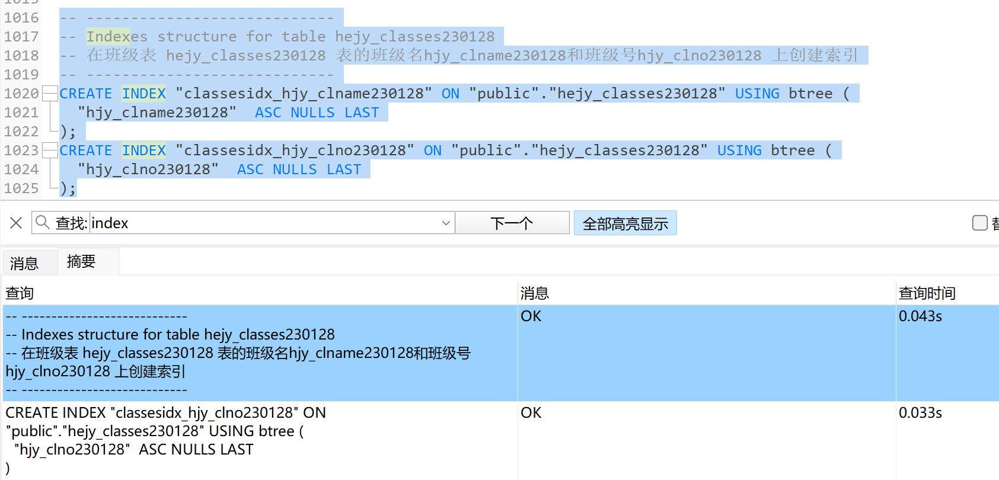 1015
1016 -- ----------------------------
1017 -- Indexes structure for table hejy_classes230128
1018 -- 在班级表 hejy_classes230128 表的班级名hjy_clname230128和班级号hjy_clno230128 上创建索引
1019 -- ----------------------------
1020 CREATE INDEX "classesidx_hjy_clname230128" ON "public"."hejy_classes230128" USING btree (
1021 "hjy_clname230128" ASC NULLS LAST
1022 );
1023 CREATE INDEX "classesidx_hjy_clno230128" ON "public"."hejy_classes230128" USING btree (
1024 "hjy_clno230128" ASC NULLS LAST
1025 );
查找: index 下一个 全部高亮显示
消息 摘要
查询 消息 查询时间
-- ---------------------------- OK 0.043s
-- Indexes structure for table hejy_classes230128
-- 在班级表 hejy_classes230128 表的班级名hjy_clname230128和班级号
hjy_clno230128 上创建索引
-- ----------------------------
CREATE INDEX "classesidx_hjy_clno230128" ON OK 0.033s
"public"."hejy_classes230128" USING btree (
"hjy_clno230128" ASC NULLS LAST
)